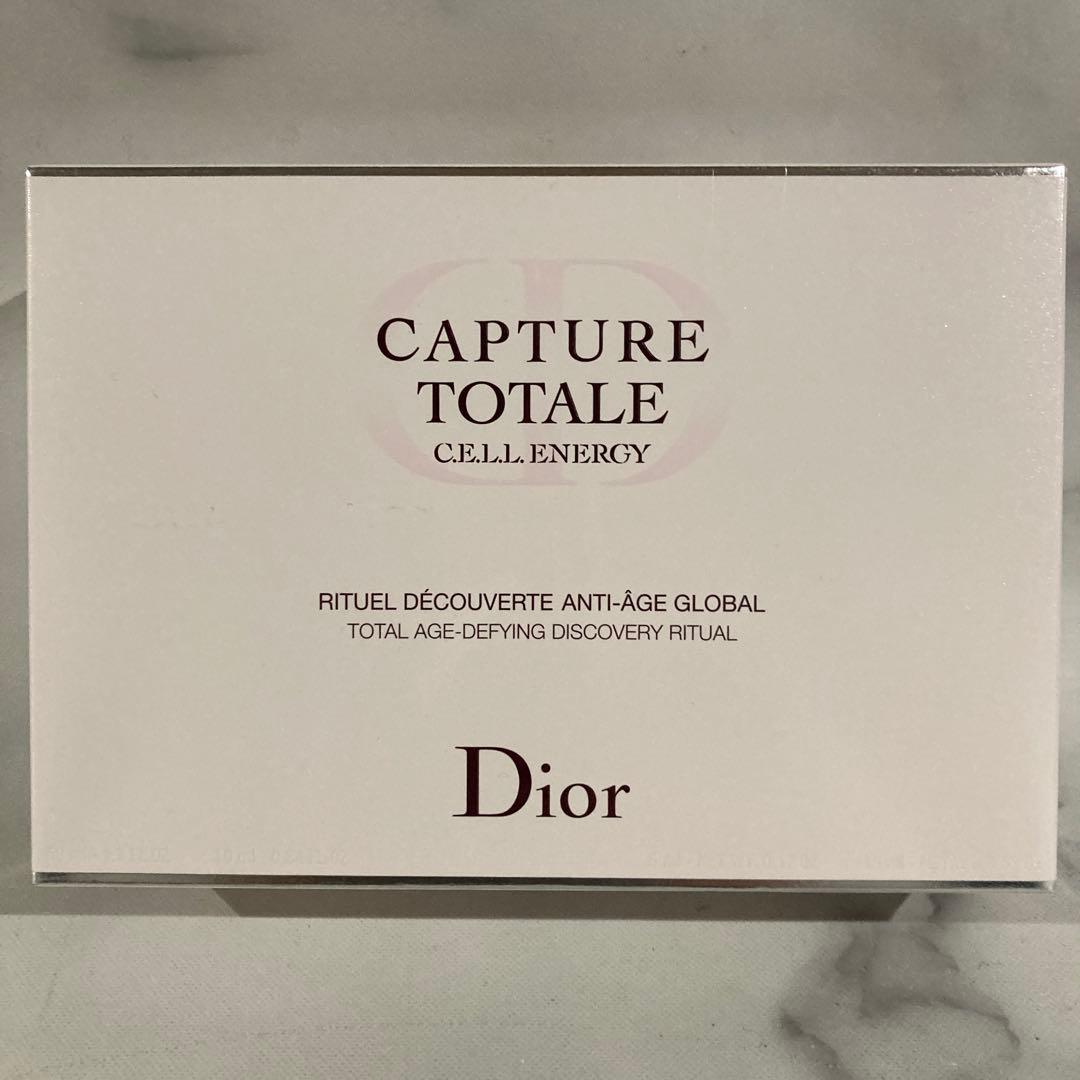 CAPTURE
TOTALE
C.E.L.L. ENERGY
RITUEL DÉCOUVERTE ANTI-ÂGE GLOBAL
TOTAL AGE-DEFYING DISCOVERY RITUAL
Dior